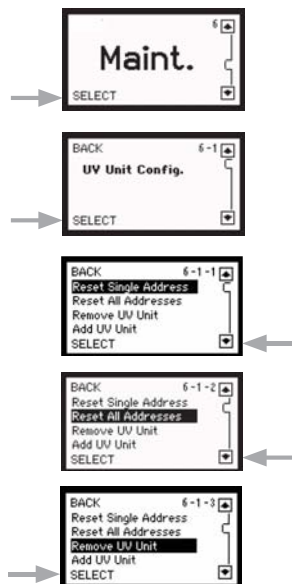 6
Maint.
SELECT
BACK 6-1
UV Unit Config.
SELECT
BACK 6-1-1
Reset Single Address
Reset All Addresses
Remove UV Unit
Add UV Unit
SELECT
BACK 6-1-2
Reset Single Address
Reset All Addresses
Remove UV Unit
Add UV Unit
SELECT
BACK 6-1-3
Reset Single Address
Reset All Addresses
Remove UV Unit
Add UV Unit
SELECT